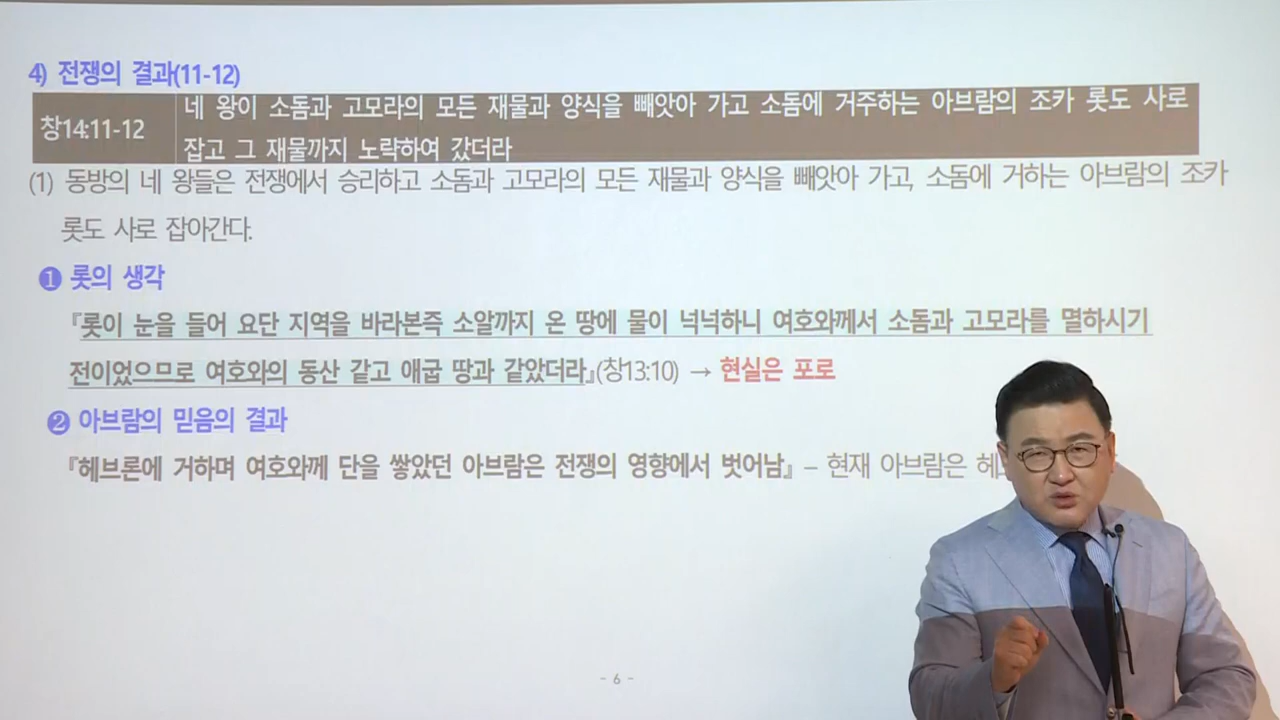 4) 전쟁의 결과(11-12)
창14:11-12
네 왕이 소돔과 고모라의 모든 재물과 양식을 빼앗아 가고 소돔에 거주하는 아브람의 조카 롯도 사로
잡고 그 재물까지 노략하여 갔더라
(1) 동방의 네 왕들은 전쟁에서 승리하고 소돔과 고모라의 모든 재물과 양식을 빼앗아 가고, 소돔에 거하는 아브람의 조카
롯도 사로 잡아간다.
❶ 롯의 생각
『롯이 눈을 들어 요단 지역을 바라본즉 소알까지 온 땅에 물이 넉넉하니 여호와께서 소돔과 고모라를 멸하시기
전이었으므로 여호와의 동산 같고 애굽 땅과 같았더라』(창13:10) → 현실은 포로
❷ 아브람의 믿음의 결과
『헤브론에 거하며 여호와께 단을 쌓았던 아브람은 전쟁의 영향에서 벗어남』 – 현재 아브람은
- 6 -